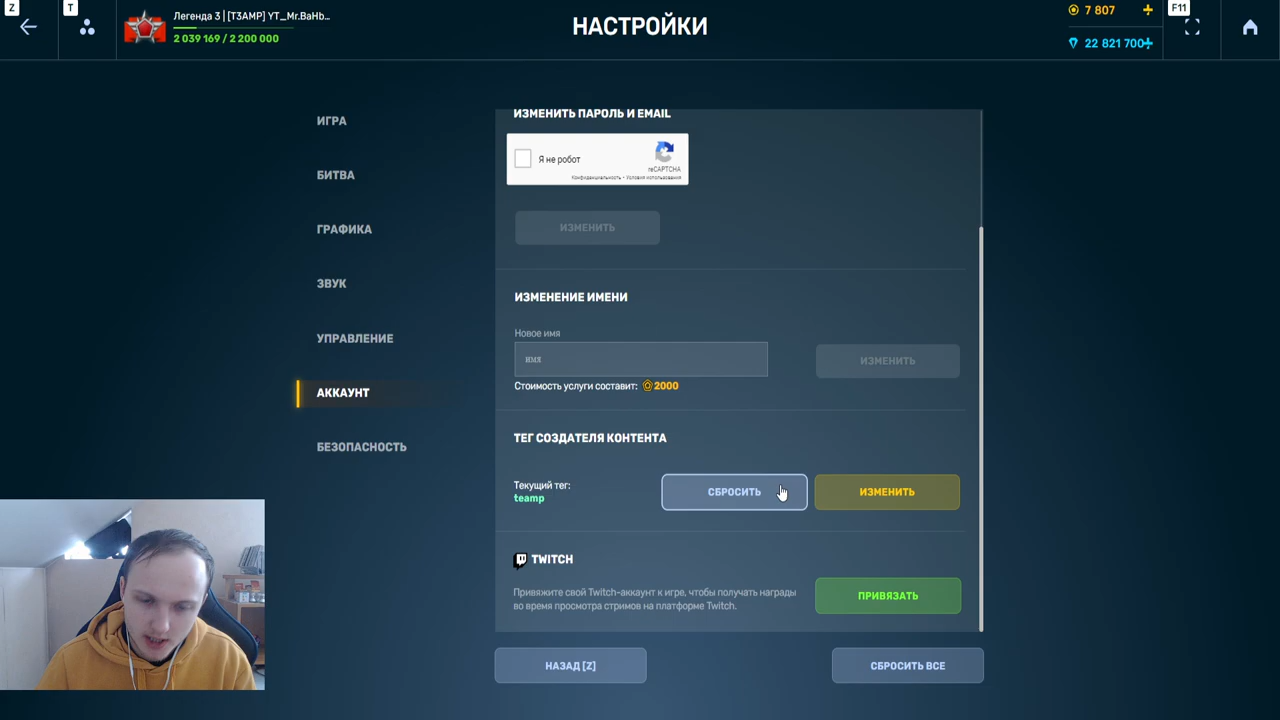 Z
T
Легенда 3 | [T3AMP] YT_Mr.BaHb...
2 039 169 / 2 200 000
НАСТРОЙКИ
7 807
22 821 700
F11
ИГРА
БИТВА
ГРАФИКА
ЗВУК
УПРАВЛЕНИЕ
АККАУНТ
БЕЗОПАСНОСТЬ
ИЗМЕНИТЬ ПАРОЛЬ И EMAIL
Я не робот
reCAPTCHA
Конфиденциальность • Условия использования
ИЗМЕНИТЬ
ИЗМЕНЕНИЕ ИМЕНИ
Новое имя
имя
ИЗМЕНИТЬ
Стоимость услуги составит: 2000
ТЕГ СОЗДАТЕЛЯ КОНТЕНТА
Текущий тег:
teamp
СБРОСИТЬ
ИЗМЕНИТЬ
TWITCH
Привяжите свой Twitch-аккаунт к игре, чтобы получать награды
во время просмотра стримов на платформе Twitch.
ПРИВЯЗАТЬ
НАЗАД [Z]
СБРОСИТЬ ВСЕ